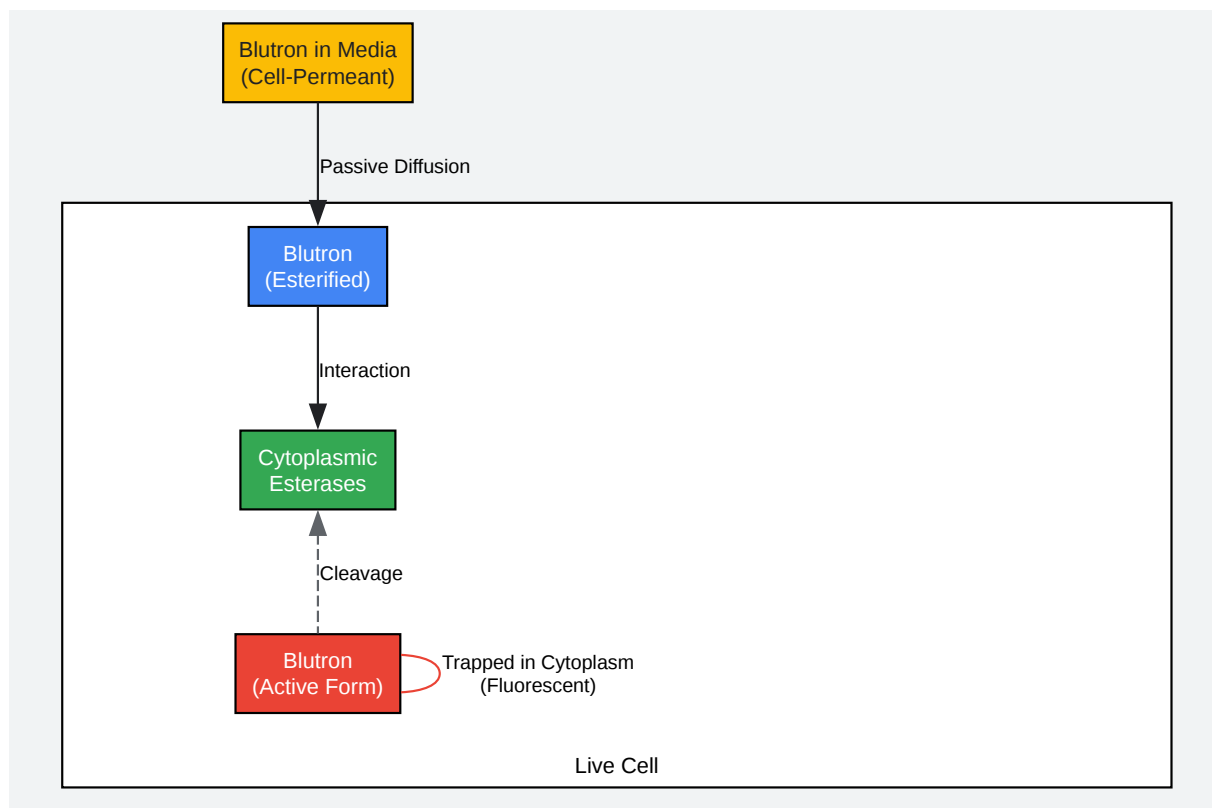 Blutron in Media
(Cell-Permeant)
Passive Diffusion
Blutron
(Esterified)
Interaction
Cytoplasmic
Esterases
Cleavage
Blutron
(Active Form)
Trapped in Cytoplasm
(Fluorescent)
Live Cell